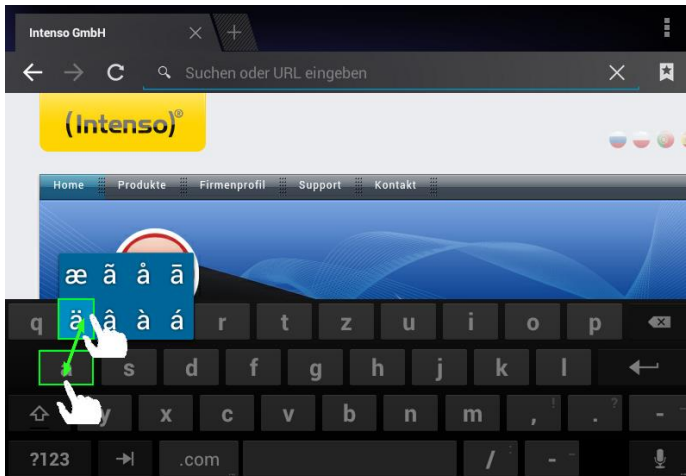 Intenso GmbH
Suchen oder URL eingeben
(Intenso)®
Home Produkte Firmenprofil Support Kontakt
æ ã å ā
ä â à á
q r t z u i o p
a s d f g h j k l
y x c v b n m , ! . ? -
?123 .com / : - _